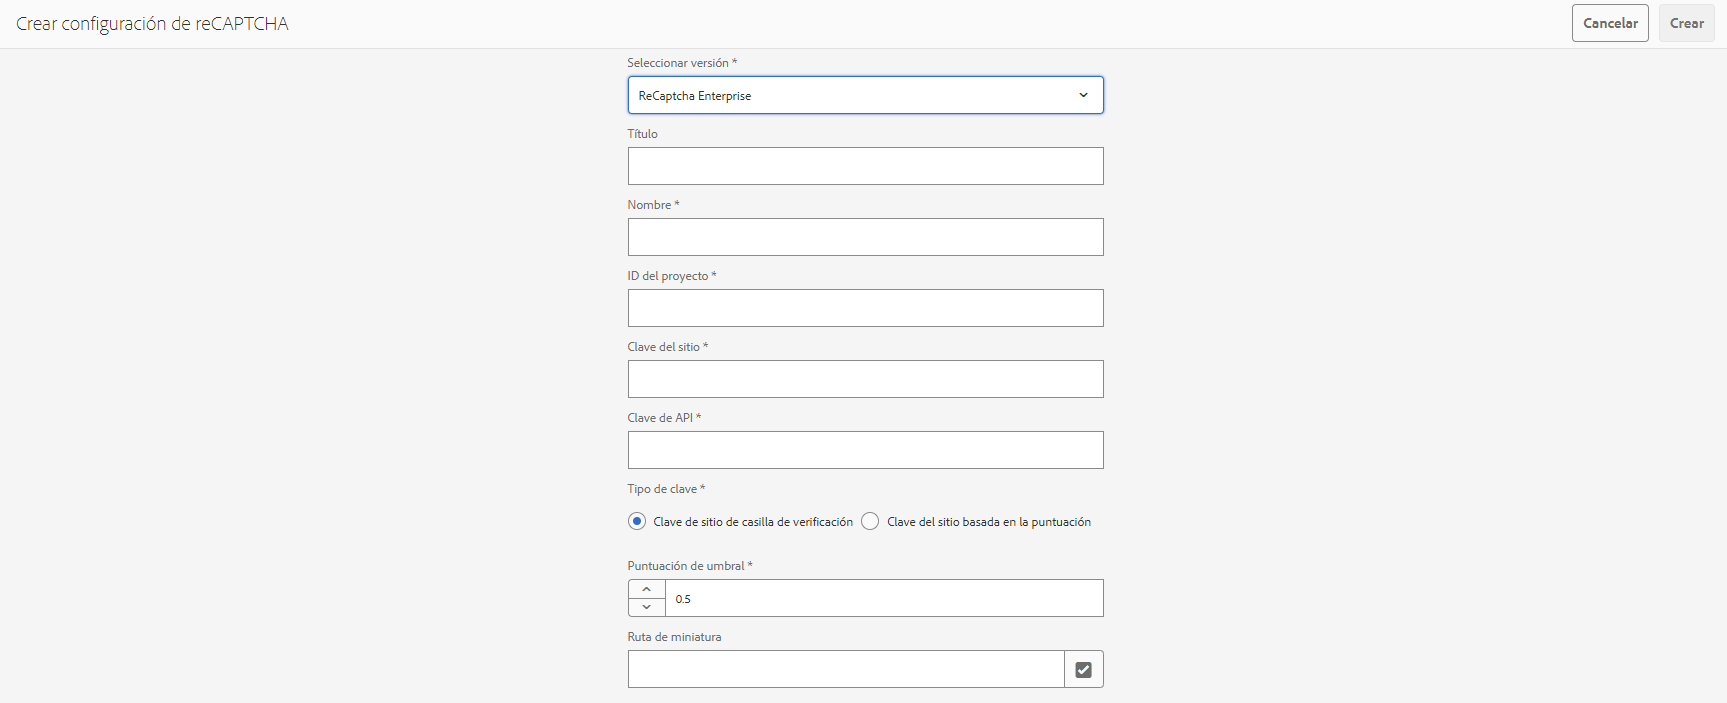 Crear configuración de reCAPTCHA
Cancelar
Crear
Seleccionar versión *
ReCaptcha Enterprise
Título
Nombre *
ID del proyecto *
Clave del sitio *
Clave de API *
Tipo de clave *
Clave de sitio de casilla de verificación
Clave del sitio basada en la puntuación
Puntuación de umbral *
0.5
Ruta de miniatura